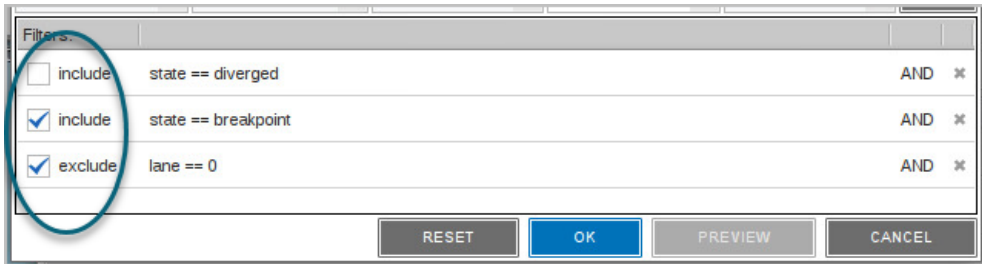 Filters:
include state == diverged AND ✖
include state == breakpoint AND ✖
exclude lane == 0 AND ✖
RESET OK PREVIEW CANCEL